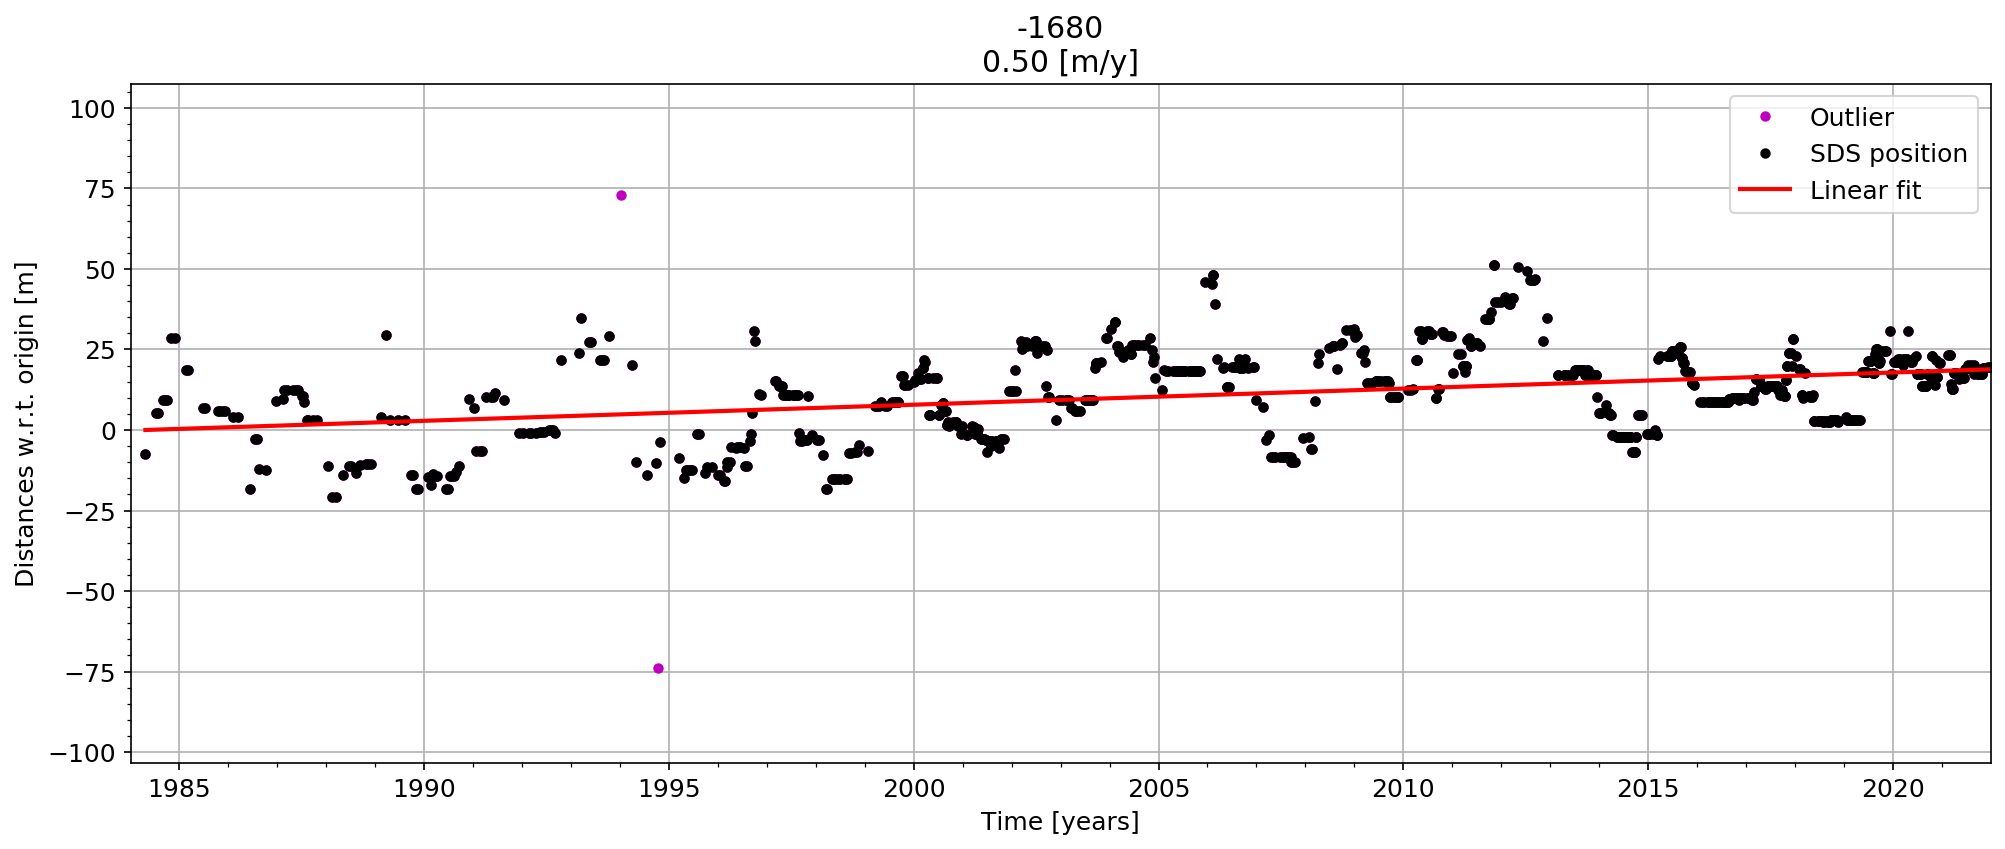 -1680
0.50 [m/y]
Distances w.r.t. origin [m]
100
75
50
25
0
−25
−50
−75
−100
Outlier
SDS position
Linear fit
1985 1990 1995 2000 2005 2010 2015 2020
Time [years]